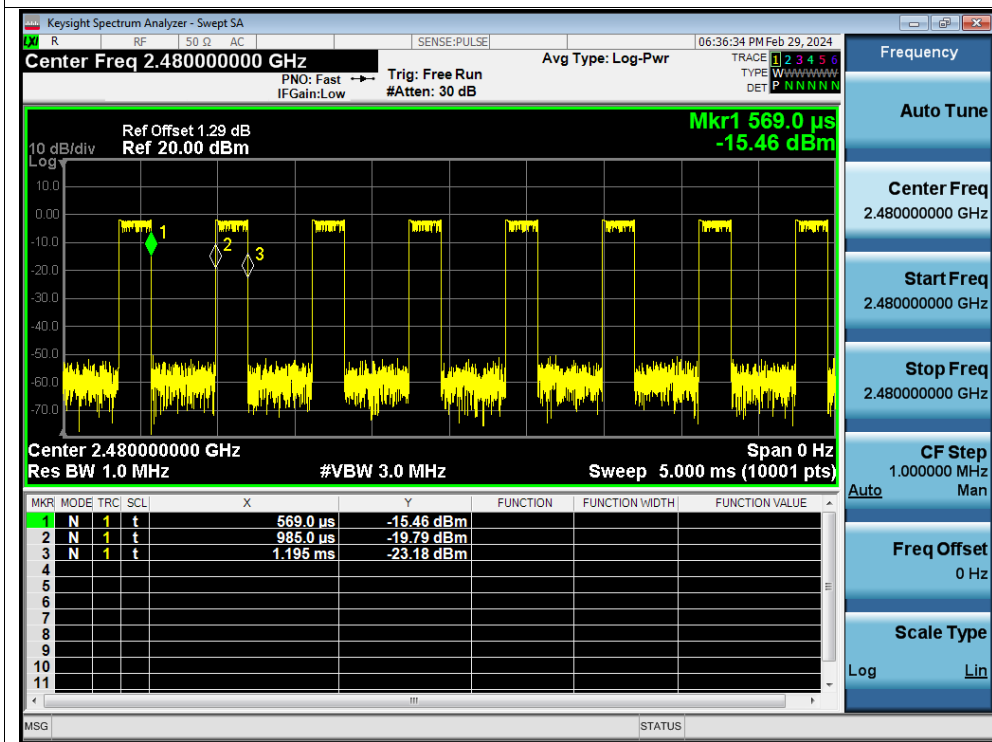 Keysight Spectrum Analyzer - Swept SA
LXI R RF 50 Ω AC SENSE:PULSE 06:36:34 PM Feb 29, 2024
Center Freq 2.480000000 GHz
PNO: Fast
IFGain:Low
Trig: Free Run
#Atten: 30 dB
Avg Type: Log-Pwr
TRACE 1 2 3 4 5 6
TYPE W W W W W W
DET P N N N N N
Ref Offset 1.29 dB
Ref 20.00 dBm
10 dB/div
Log
Mkr1 569.0 µs
-15.46 dBm
10.0
0.00
-10.0
-20.0
-30.0
-40.0
-50.0
-60.0
-70.0
1
2
3
Center 2.480000000 GHz
Span 0 Hz
Res BW 1.0 MHz
#VBW 3.0 MHz
Sweep 5.000 ms (10001 pts)
MKR MODE TRC SCL X Y FUNCTION FUNCTION WIDTH FUNCTION VALUE
1 N 1 t 569.0 µs -15.46 dBm
2 N 1 t 985.0 µs -19.79 dBm
3 N 1 t 1.195 ms -23.18 dBm
4
5
6
7
8
9
10
11
MSG
STATUS
Frequency
Auto Tune
Center Freq
2.480000000 GHz
Start Freq
2.480000000 GHz
Stop Freq
2.480000000 GHz
CF Step
1.000000 MHz
Auto Man
Freq Offset
0 Hz
Scale Type
Log Lin